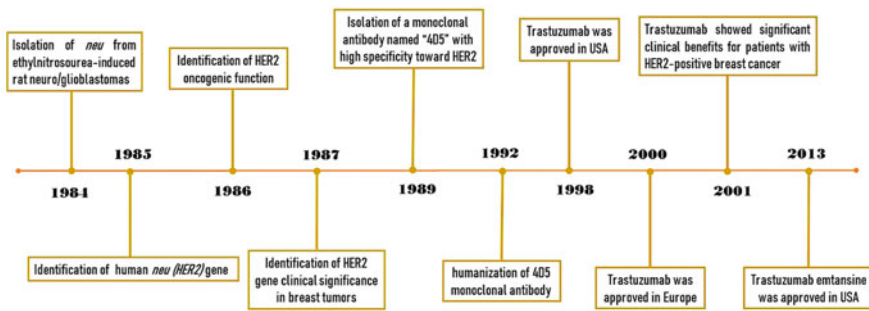 Isolation of neu from
ethylnitrosourea-induced
rat neuro/glioblastomas
Identification of HER2
oncogenic function
Isolation of a monoclonal
antibody named "4D5" with
high specificity toward HER2
Trastuzumab was
approved in USA
Trastuzumab showed significant
clinical benefits for patients with
HER2-positive breast cancer
1985
1987
1992
2000
2013
1984
1986
1989
1998
2001
Identification of human neu (HER2) gene
Identification of HER2
gene clinical significance
in breast tumors
humanization of 4D5
monoclonal antibody
Trastuzumab was
approved in Europe
Trastuzumab emtansine
was approved in USA